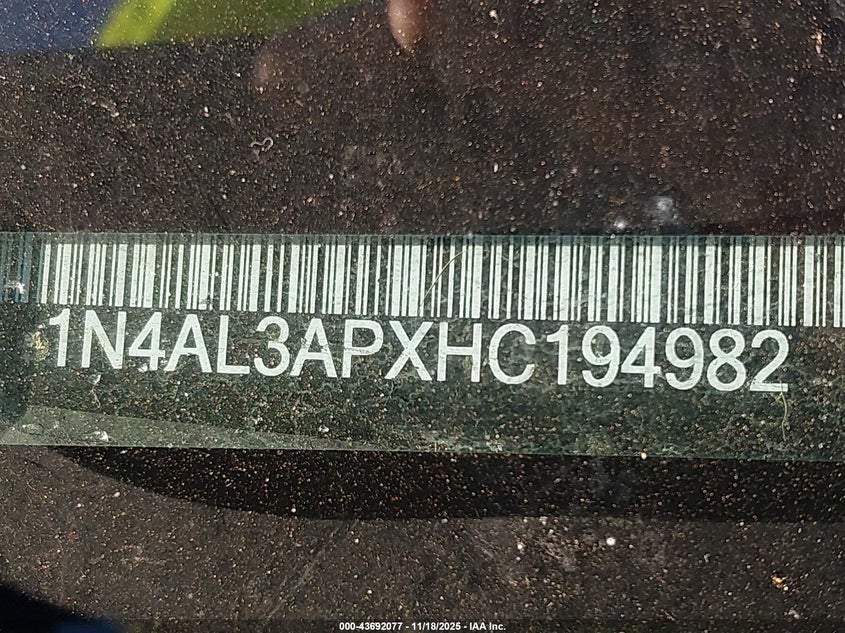 1N4AL3APXHC194982
000-43692077 - 11/18/2025 - IAA Inc.